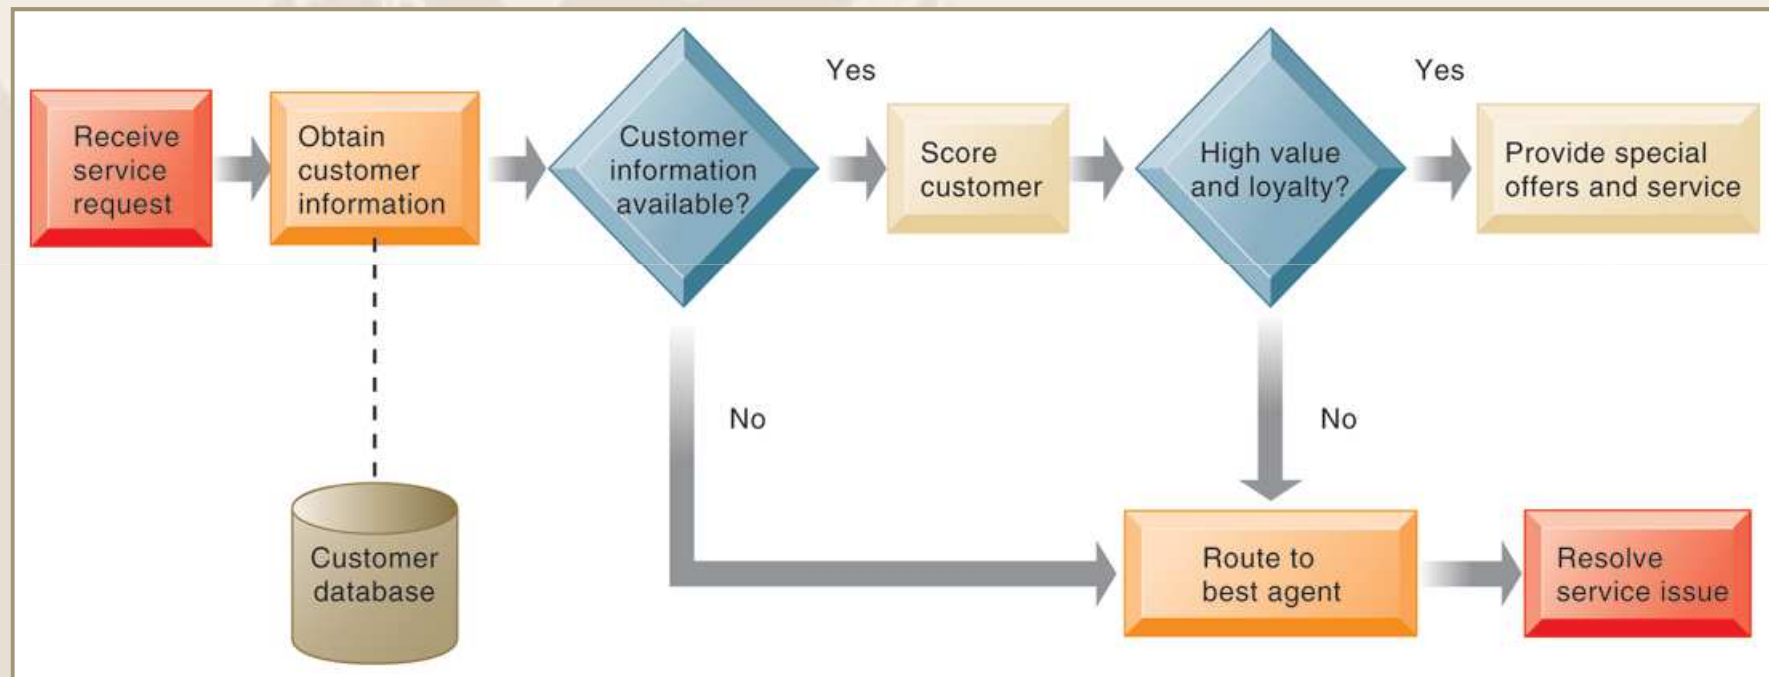 Receive
service
request
Obtain
customer
information
Customer
information
available?
Yes
Score
customer
High value
and loyalty?
Yes
Provide special
offers and service
No
No
Customer
database
Route to
best agent
Resolve
service issue